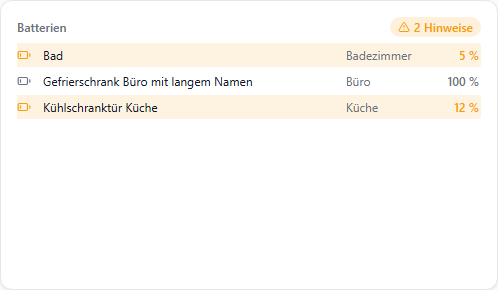 Batterien 2 Hinweise
Bad Badezimmer 5 %
Gefrierschrank Büro mit langem Namen Büro 100 %
Kühlschranktür Küche Küche 12 %